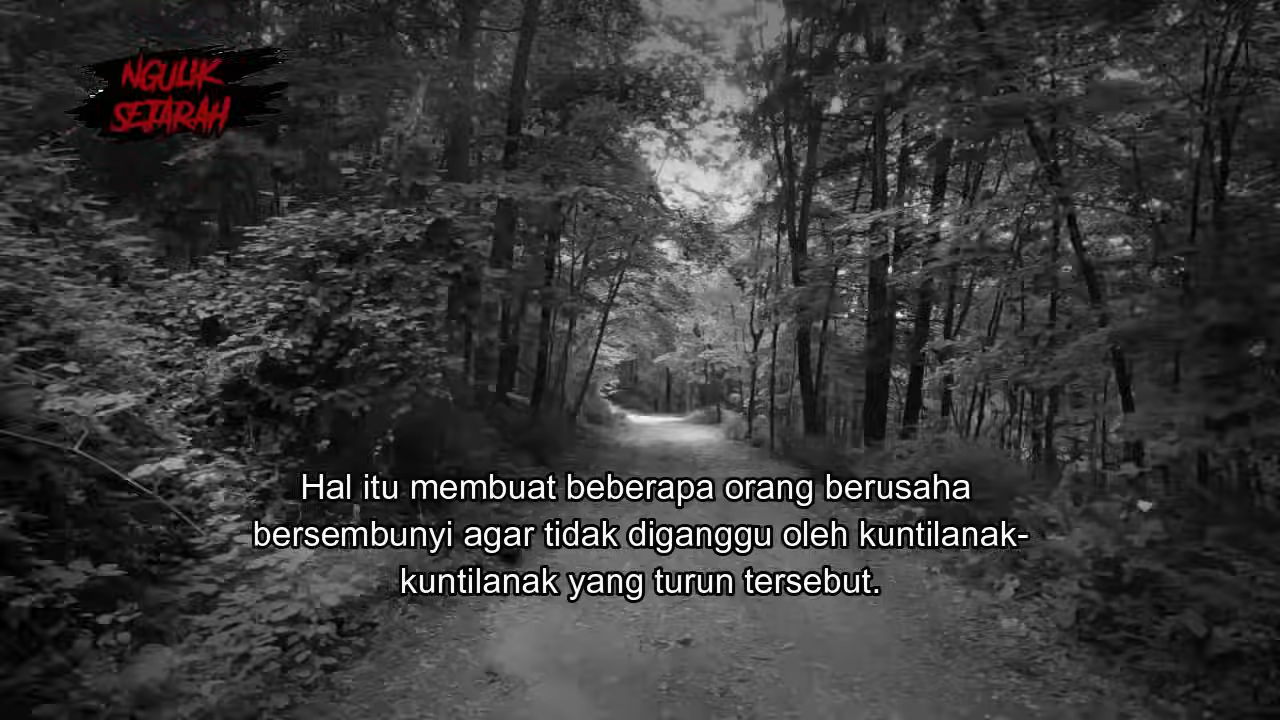 NGULIK
SEJARAH
Hal itu membuat beberapa orang berusaha
bersembunyi agar tidak diganggu oleh kuntilanak-
kuntilanak yang turun tersebut.